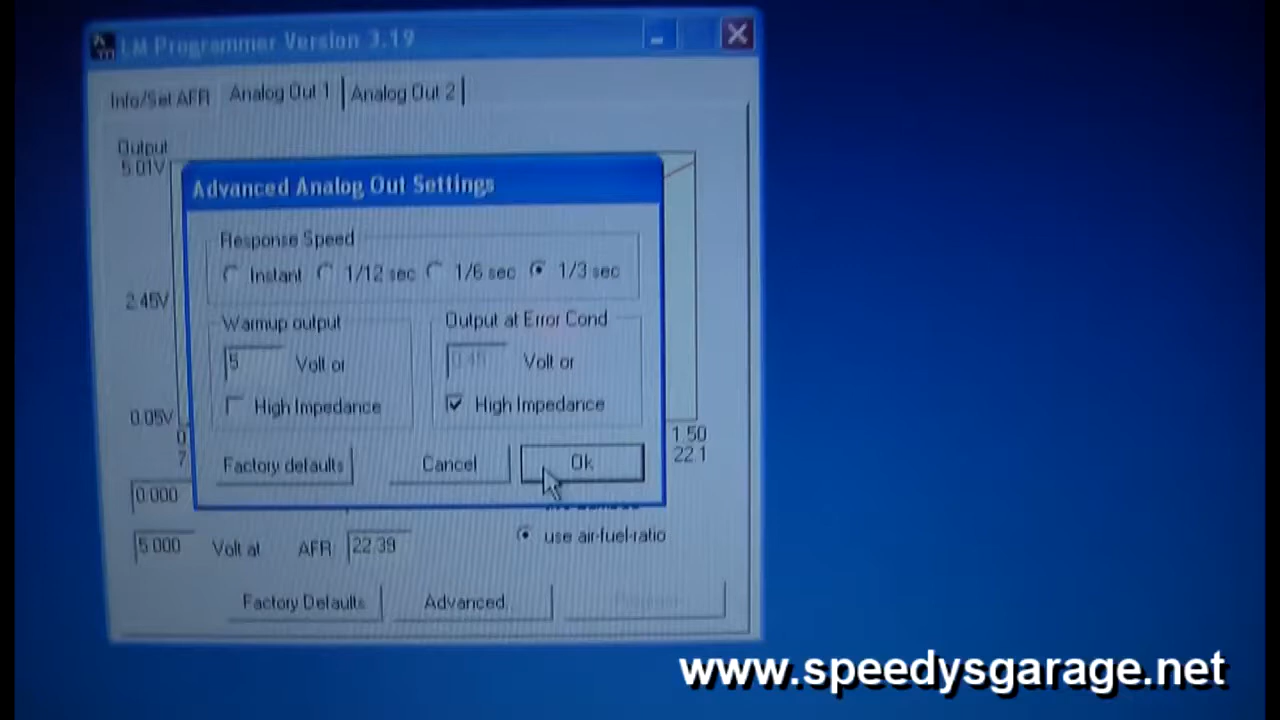 LM Programmer Version 3.19
Info/Set AFR Analog Out 1 Analog Out 2
Output
5.01V
Advanced Analog Out Settings
Response Speed
Instant 1/12 sec 1/6 sec 1/3 sec
2.45V
Warmup output Output at Error Cond
5 Volt or 0.45 Volt or
High Impedance High Impedance
0.05V
0 1.50
7 22.1
Factory defaults Cancel Ok
0.000
use air-fuel-ratio
5.000 Volt at AFR 22.39
Factory Defaults Advanced.
www.speedysgarage.net